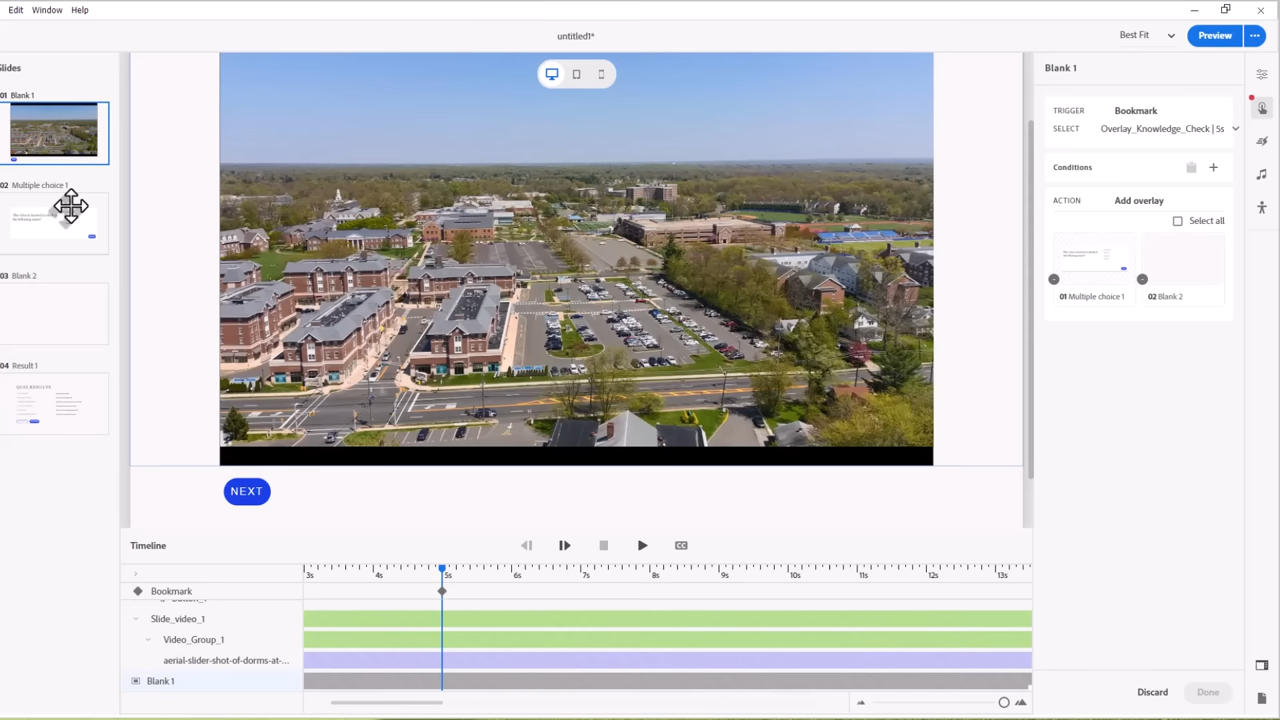 Edit Window Help
untitled1*
Best Fit
Preview
Slides
01 Blank 1
02 Multiple choice 1
03 Blank 2
04 Result 1
QUIZ RESULTS
NEXT
Blank 1
TRIGGER Bookmark
SELECT Overlay_Knowledge_Check | 5s
Conditions
ACTION Add overlay
Select all
01 Multiple choice 1
02 Blank 2
Timeline
CC
3s 4s 5s 6s 7s 8s 9s 10s 11s 12s 13s
Bookmark
Slide_video_1
Video_Group_1
aerial-slider-shot-of-dorms-at-...
Blank 1
Discard
Done